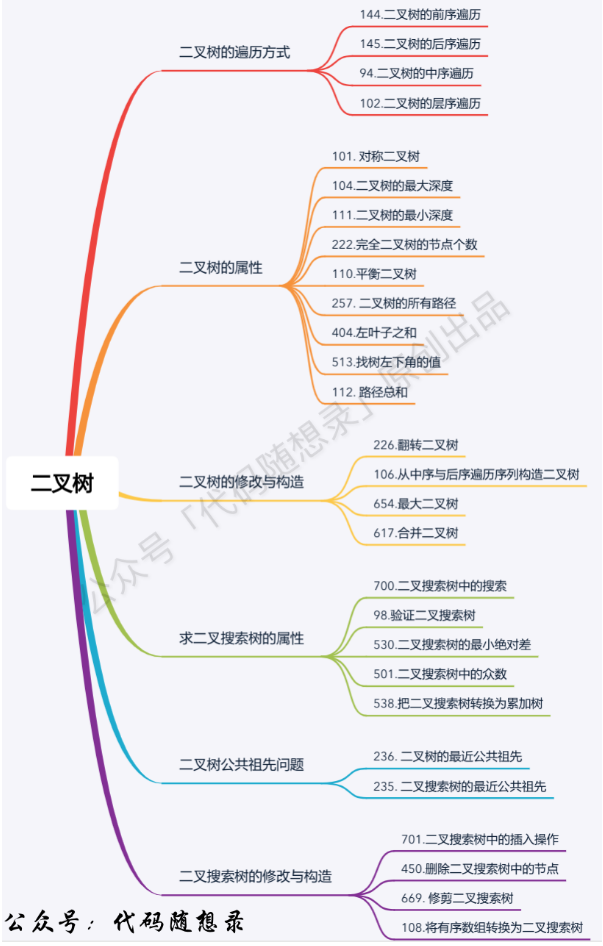 144.二叉树的前序遍历
二叉树的遍历方式
145.二叉树的后序遍历
94.二叉树的中序遍历
102.二叉树的层序遍历
101. 对称二叉树
104.二叉树的最大深度
111.二叉树的最小深度
222.完全二叉树的节点个数
二叉树的属性
110.平衡二叉树
257. 二叉树的所有路径
404.左叶子之和
513.找树左下角的值
112. 路径总和
226.翻转二叉树
二叉树
二叉树的修改与构造
106.从中序与后序遍历序列构造二叉树
654.最大二叉树
617.合并二叉树
公众号「代码随想录」原创出品
700.二叉搜索树中的搜索
98.验证二叉搜索树
求二叉搜索树的属性
530.二叉搜索树的最小绝对差
501.二叉搜索树中的众数
538.把二叉搜索树转换为累加树
二叉树公共祖先问题
236. 二叉树的最近公共祖先
235. 二叉搜索树的最近公共祖先
701.二叉搜索树中的插入操作
二叉搜索树的修改与构造
450.删除二叉搜索树中的节点
669. 修剪二叉搜索树
108.将有序数组转换为二叉搜索树
公众号：代码随想录